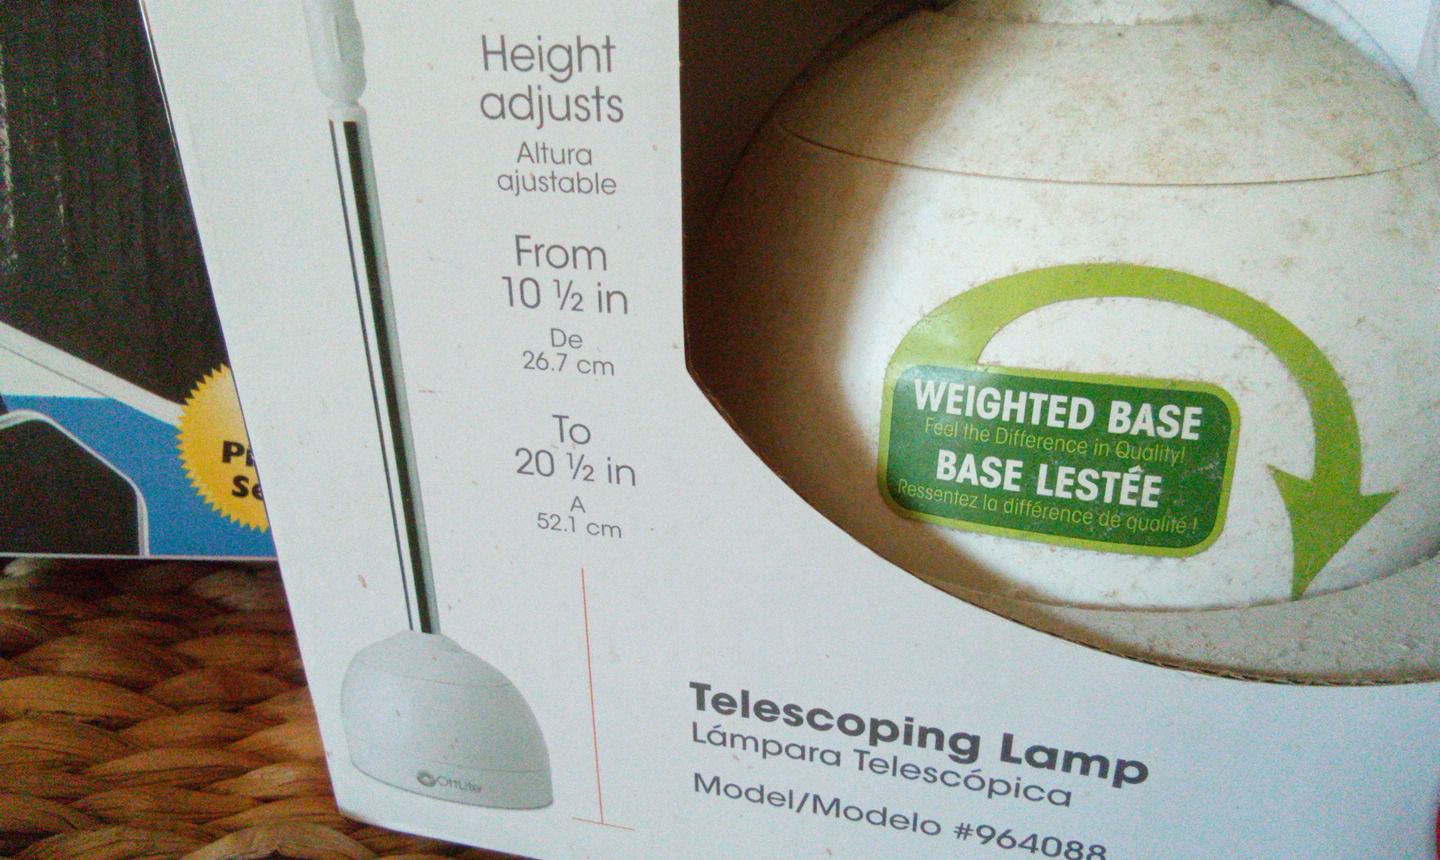 Height
adjusts
Altura
ajustable
From
10 ½ in
De
26.7 cm
To
20 ½ in
A
52.1 cm
OttLite
WEIGHTED BASE
Feel the Difference in Quality!
BASE LESTÉE
Ressentez la différence de qualité !
Telescoping Lamp
Lámpara Telescópica
Model/Modelo #964088